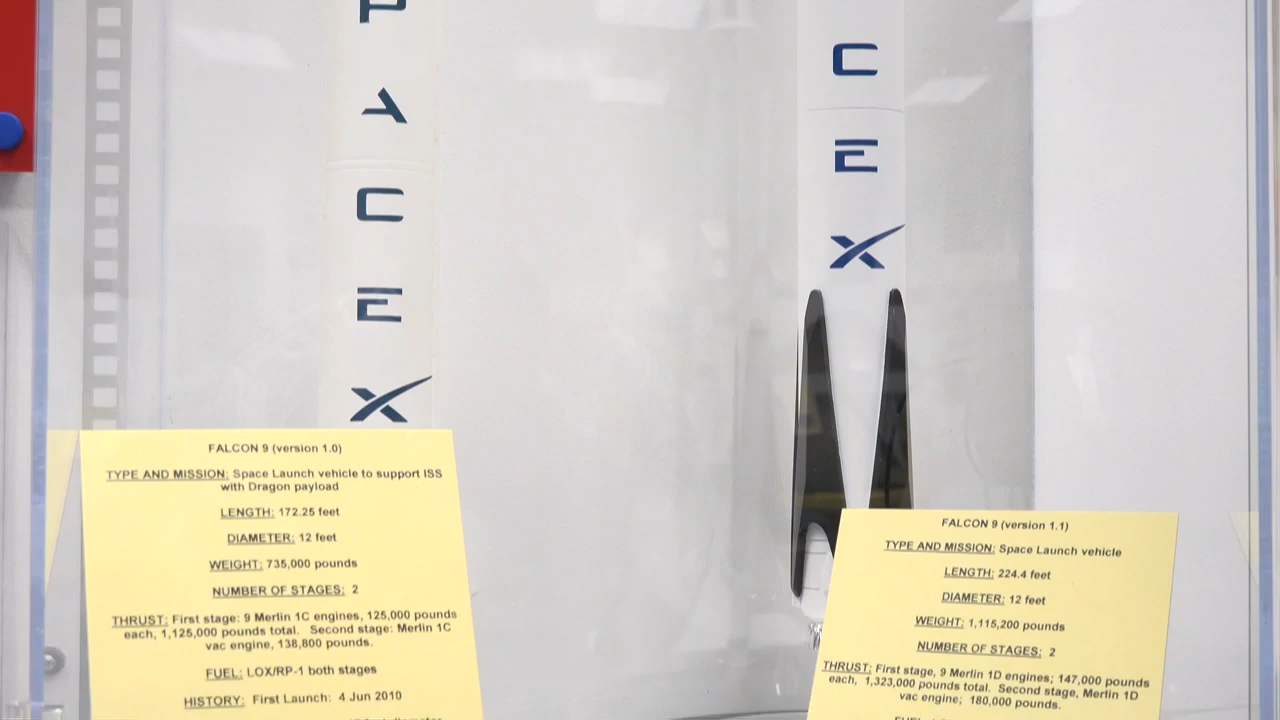 P
A
C
E
X
C
E
X
FALCON 9 (version 1.0)
TYPE AND MISSION: Space Launch vehicle to support ISS
with Dragon payload
LENGTH: 172.25 feet
DIAMETER: 12 feet
WEIGHT: 735,000 pounds
NUMBER OF STAGES: 2
THRUST: First stage: 9 Merlin 1C engines, 125,000 pounds
each, 1,125,000 pounds total. Second stage: Merlin 1C
vac engine, 138,800 pounds.
FUEL: LOX/RP-1 both stages
HISTORY: First Launch: 4 Jun 2010
FALCON 9 (version 1.1)
TYPE AND MISSION: Space Launch vehicle
LENGTH: 224.4 feet
DIAMETER: 12 feet
WEIGHT: 1,115,200 pounds
NUMBER OF STAGES: 2
THRUST: First stage, 9 Merlin 1D engines; 147,000 pounds
each, 1,323,000 pounds total. Second stage, Merlin 1D
vac engine; 180,000 pounds.